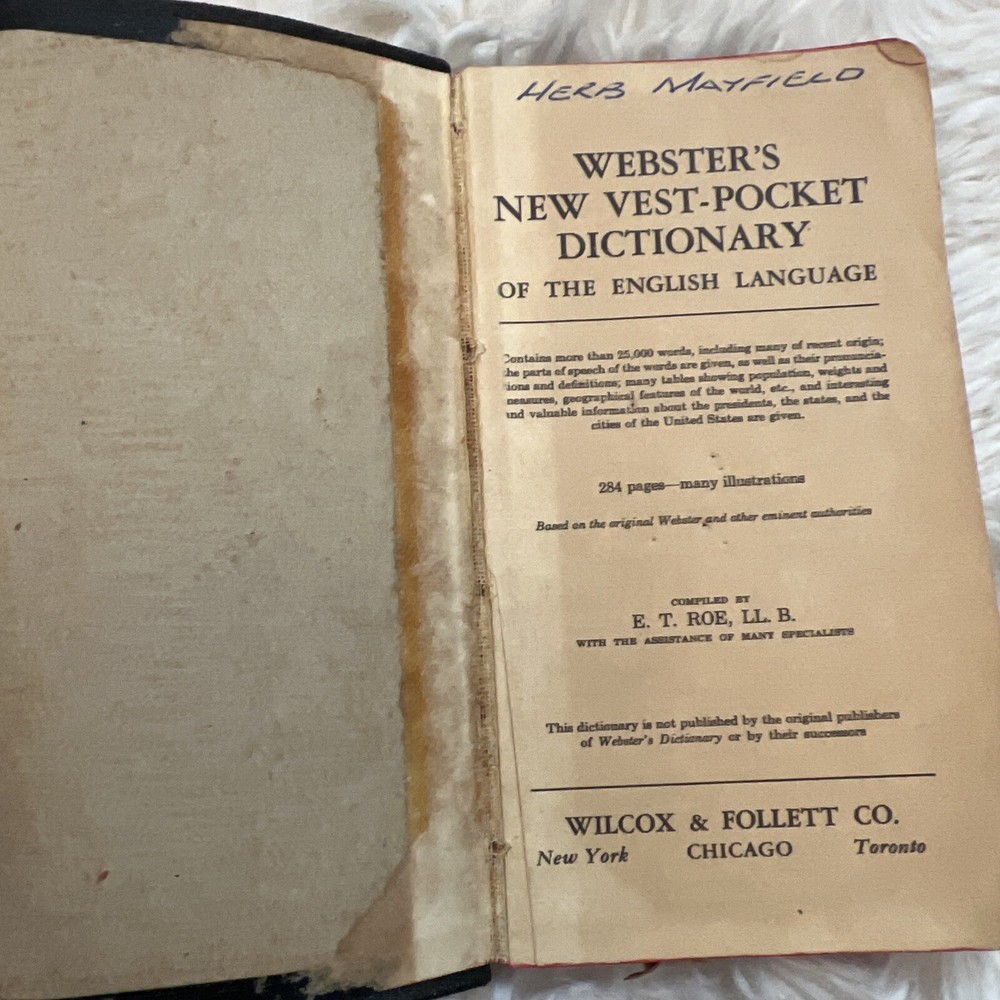 HERB MAYFIELD
WEBSTER'S
NEW VEST-POCKET
DICTIONARY
OF THE ENGLISH LANGUAGE
Contains more than 25,000 words, including many of recent origin;
the parts of speech of the words are given, as well as their pronuncia-
tions and definitions; many tables showing population, weights and
measures, geographical features of the world, etc., and interesting
and valuable information about the presidents, the states, and the
cities of the United States are given.
284 pages—many illustrations
Based on the original Webster and other eminent authorities
COMPILED BY
E. T. ROE, LL. B.
WITH THE ASSISTANCE OF MANY SPECIALISTS
This dictionary is not published by the original publishers
of Webster's Dictionary or by their successors
WILCOX & FOLLETT CO.
New York CHICAGO Toronto